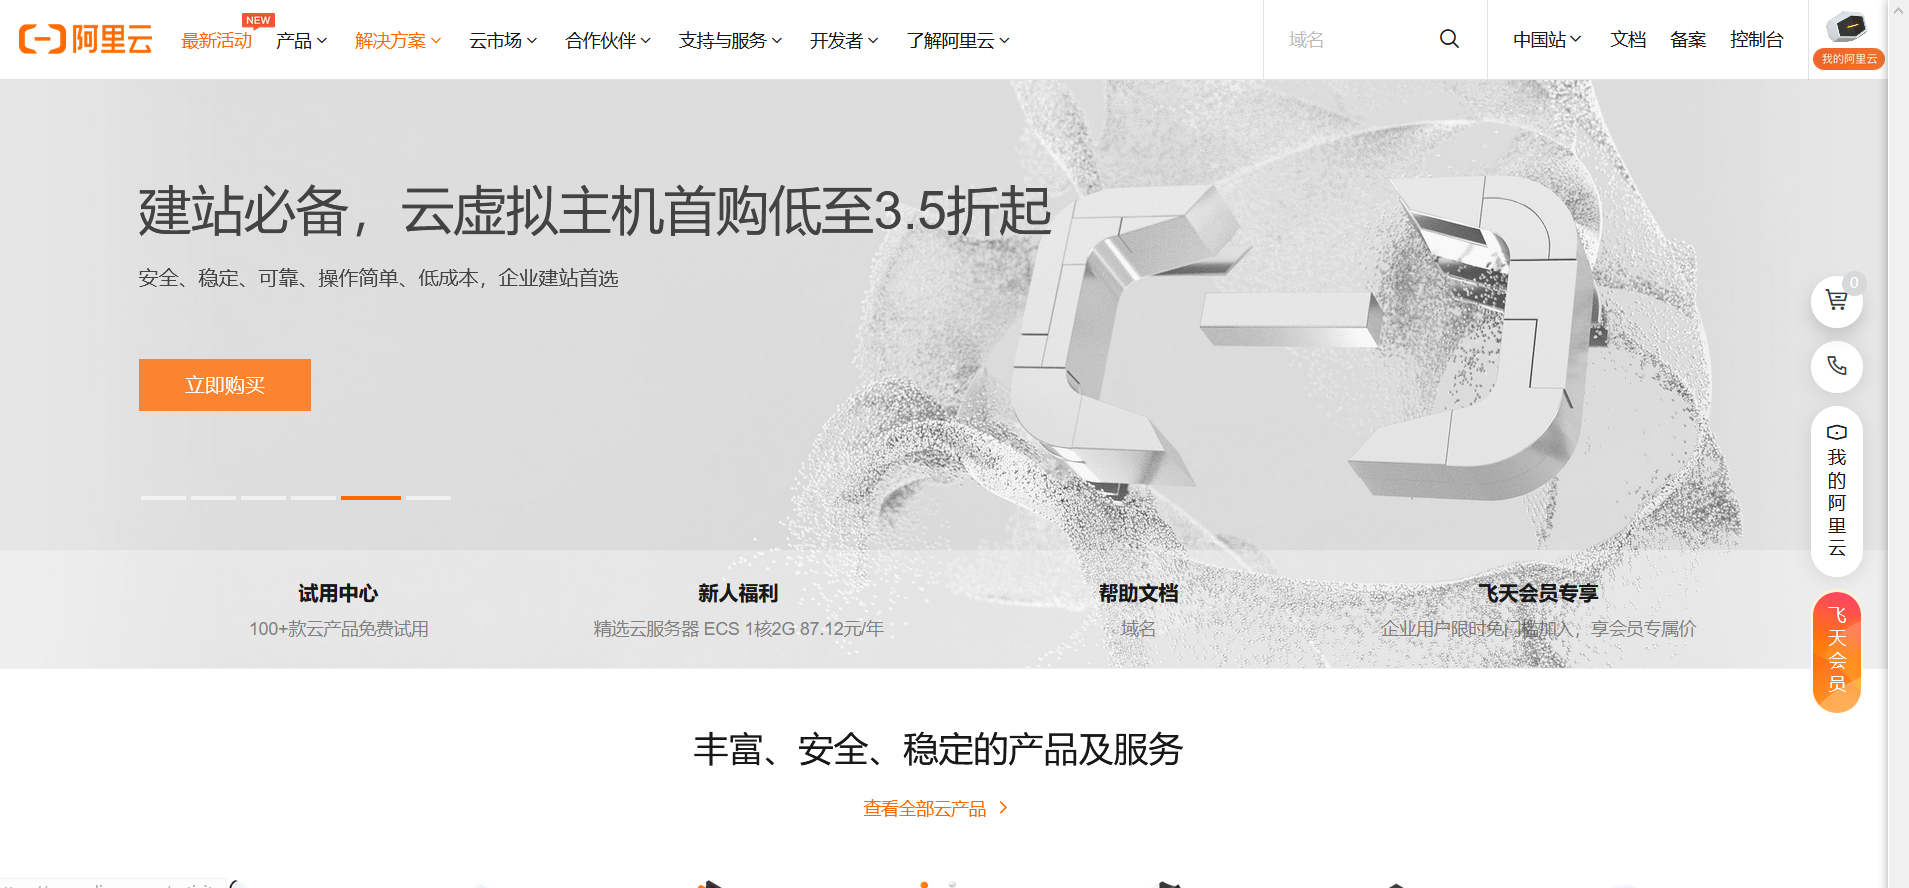 阿里云
最新活动
NEW
产品
解决方案
云市场
合作伙伴
支持与服务
开发者
了解阿里云
域名
中国站
文档
备案
控制台
我的阿里云
建站必备，云虚拟主机首购低至3.5折起
安全、稳定、可靠、操作简单、低成本，企业建站首选
立即购买
0
我的阿里云
飞天会员
试用中心
100+款云产品免费试用
新人福利
精选云服务器 ECS 1核2G 87.12元/年
帮助文档
域名
飞天会员专享
企业用户限时免门槛加入，享会员专属价
丰富、安全、稳定的产品及服务
查看全部云产品